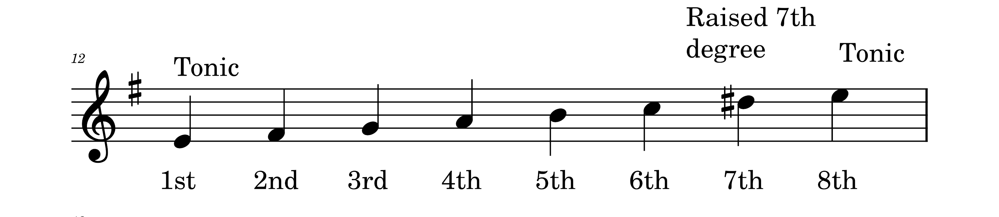 Raised 7th
degree
Tonic
12
Tonic
1st 2nd 3rd 4th 5th 6th 7th 8th